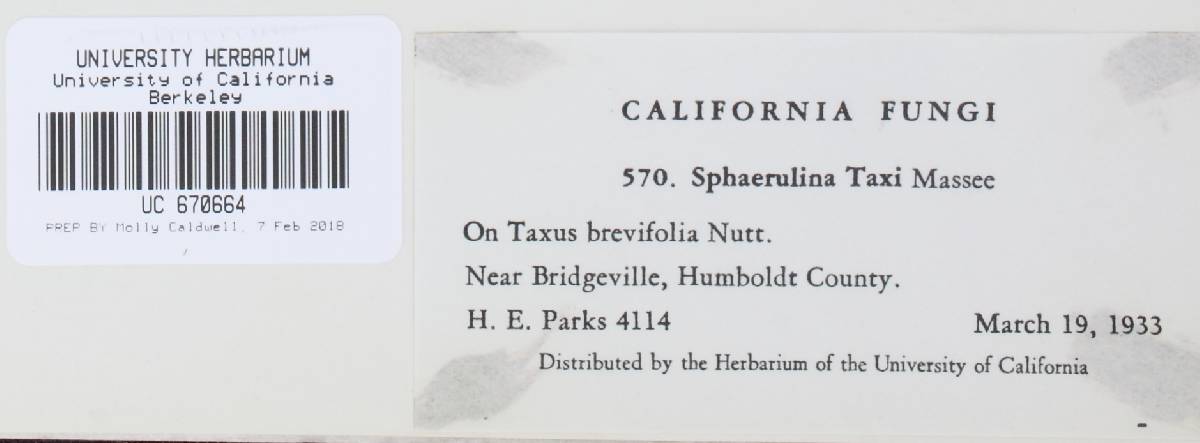 UNIVERSITY HERBARIUM
University of California
Berkeley
UC 670664
PREP BY Molly Caldwell, 7 Feb 2018
CALIFORNIA FUNGI
570. Sphaerulina Taxi Massee
On Taxus brevifolia Nutt.
Near Bridgeville, Humboldt County.
H. E. Parks 4114 March 19, 1933
Distributed by the Herbarium of the University of California